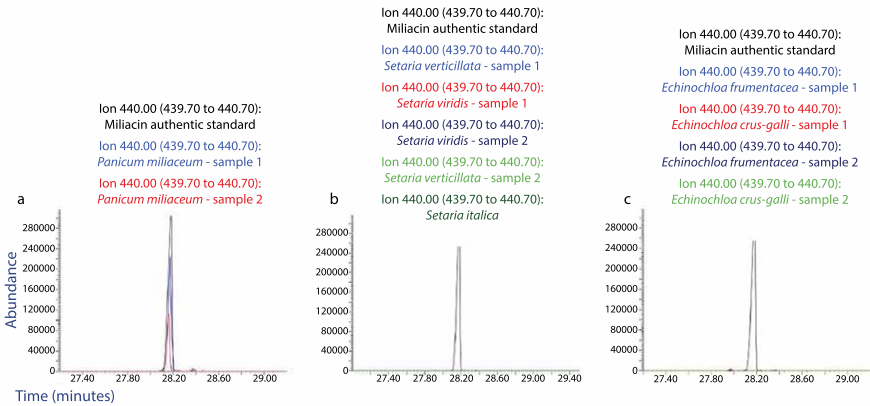 Ion 440.00 (439.70 to 440.70):
Miliacin authentic standard
Ion 440.00 (439.70 to 440.70):
Panicum miliaceum - sample 1
Ion 440.00 (439.70 to 440.70):
Panicum miliaceum - sample 2
a
280000
240000
200000
160000
120000
80000
40000
0
27.40 27.80 28.20 28.60 29.00
Abundance
Time (minutes)
Ion 440.00 (439.70 to 440.70):
Miliacin authentic standard
Ion 440.00 (439.70 to 440.70):
Setaria verticillata - sample 1
Ion 440.00 (439.70 to 440.70):
Setaria viridis - sample 1
Ion 440.00 (439.70 to 440.70):
Setaria viridis - sample 2
Ion 440.00 (439.70 to 440.70):
Setaria verticillata - sample 2
Ion 440.00 (439.70 to 440.70):
Setaria italica
b
280000
240000
200000
160000
120000
80000
40000
0
27.40 27.80 28.20 28.60 29.00 29.40
Ion 440.00 (439.70 to 440.70):
Miliacin authentic standard
Ion 440.00 (439.70 to 440.70):
Echinochloa frumentacea - sample 1
Ion 440.00 (439.70 to 440.70):
Echinochloa crus-galli - sample 1
Ion 440.00 (439.70 to 440.70):
Echinochloa frumentacea - sample 2
Ion 440.00 (439.70 to 440.70):
Echinochloa crus-galli - sample 2
c
280000
240000
200000
160000
120000
80000
40000
0
27.40 27.80 28.20 28.60 29.00